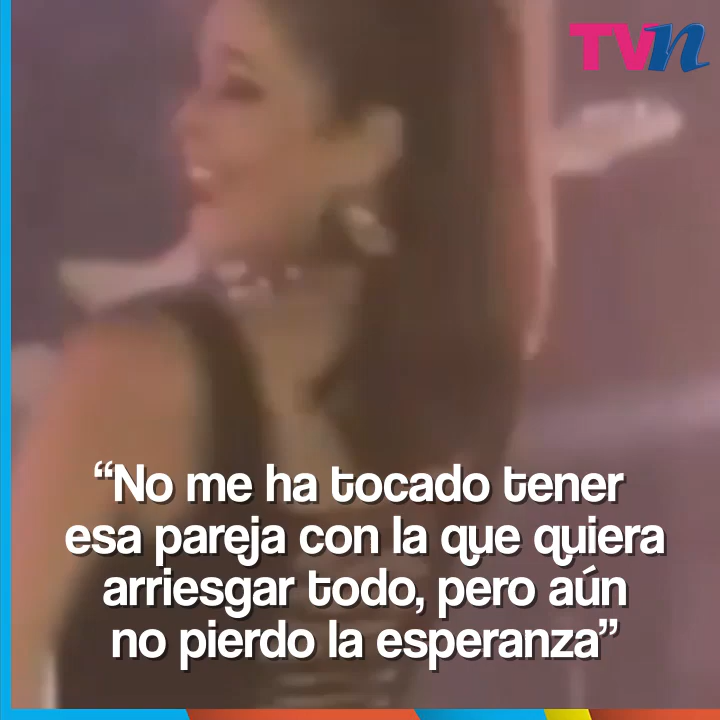 TVn
“No me ha tocado tener
esa pareja con la que quiera
arriesgar todo, pero aún
no pierdo la esperanza”